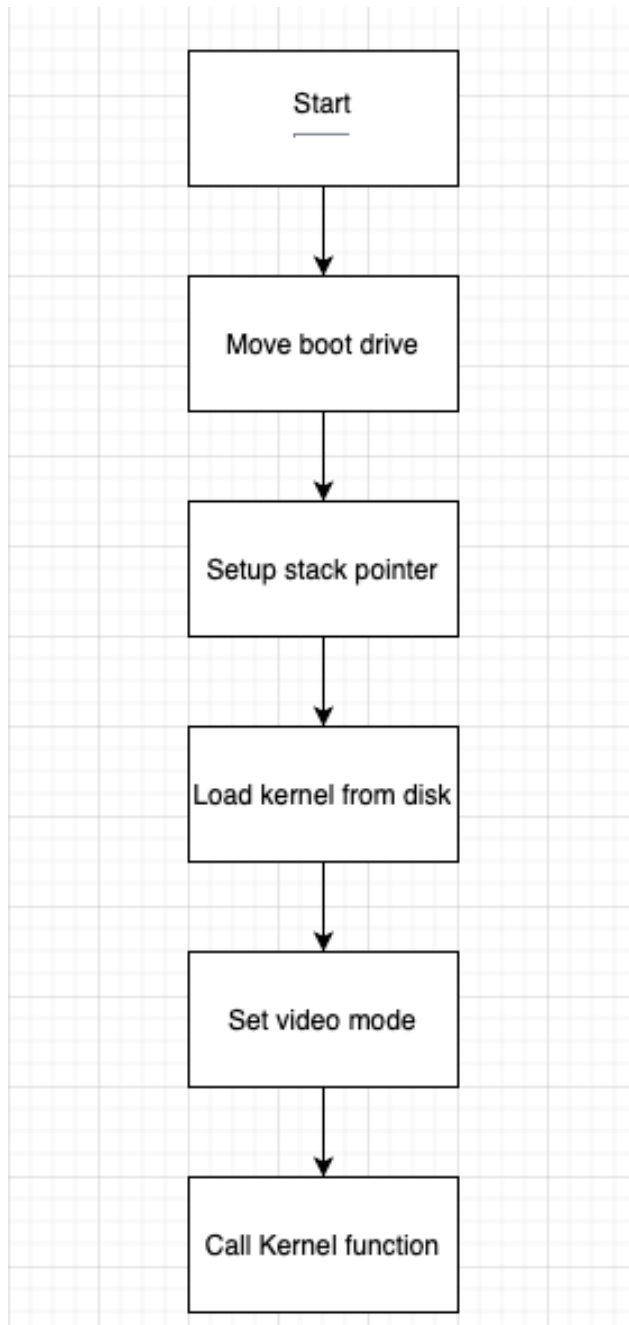 Start
Move boot drive
Setup stack pointer
Load kernel from disk
Set video mode
Call Kernel function